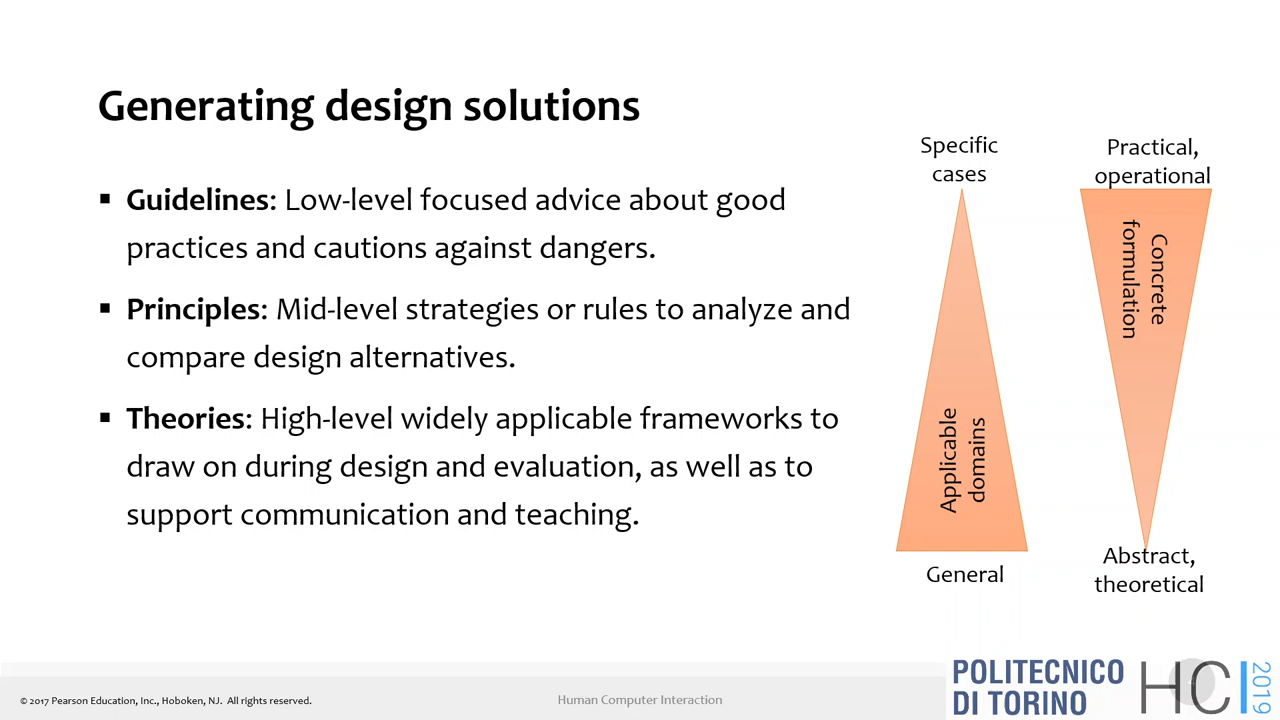 Generating design solutions
▪ Guidelines: Low-level focused advice about good
practices and cautions against dangers.
▪ Principles: Mid-level strategies or rules to analyze and
compare design alternatives.
▪ Theories: High-level widely applicable frameworks to
draw on during design and evaluation, as well as to
support communication and teaching.
Specific
cases
Applicable
domains
General
Practical,
operational
Concrete
formulation
Abstract,
theoretical
© 2017 Pearson Education, Inc., Hoboken, NJ. All rights reserved.
Human Computer Interaction
POLITECNICO
DI TORINO
HCI
2019